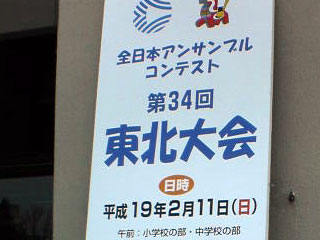 全日本アンサンブル
コンテスト
第34回
東北大会
日時
平成19年2月11日(日)
午前:小学校の部・中学校の部